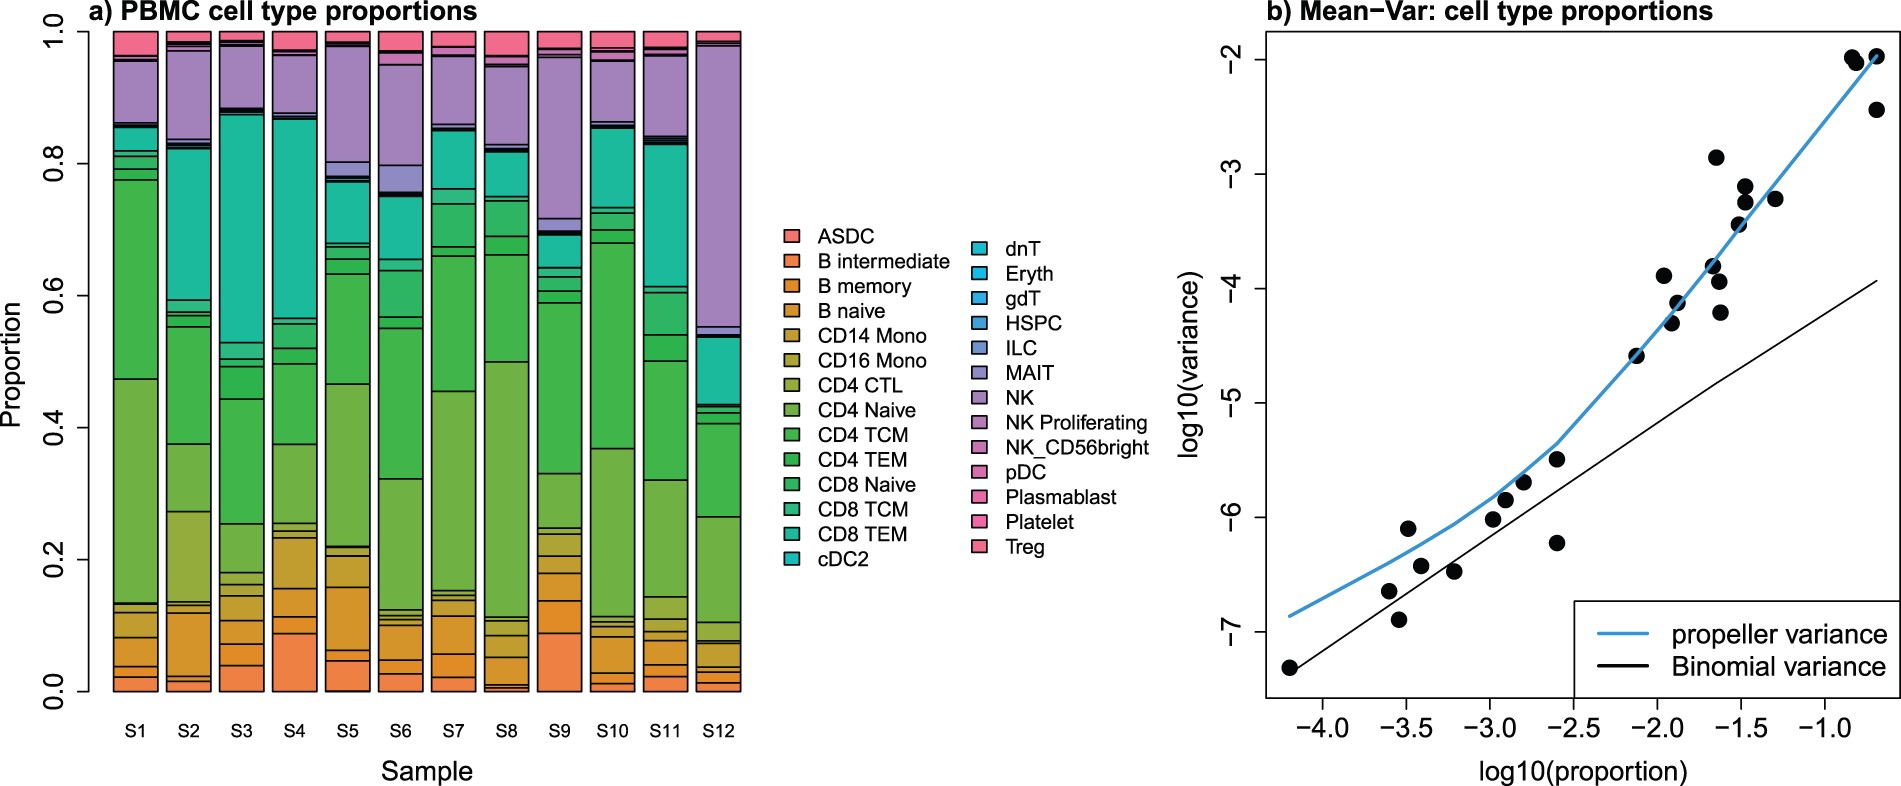 a) PBMC cell type proportions
Proportion
1.0
0.8
0.6
0.4
0.2
0.0
S1 S2 S3 S4 S5 S6 S7 S8 S9 S10 S11 S12
Sample
ASDC
B intermediate
B memory
B naive
CD14 Mono
CD16 Mono
CD4 CTL
CD4 Naive
CD4 TCM
CD4 TEM
CD8 Naive
CD8 TCM
CD8 TEM
cDC2
dnT
Eryth
gdT
HSPC
ILC
MAIT
NK
NK Proliferating
NK_CD56bright
pDC
Plasmablast
Platelet
Treg
b) Mean−Var: cell type proportions
log10(variance)
−2
−3
−4
−5
−6
−7
propeller variance
Binomial variance
−4.0 −3.5 −3.0 −2.5 −2.0 −1.5 −1.0
log10(proportion)